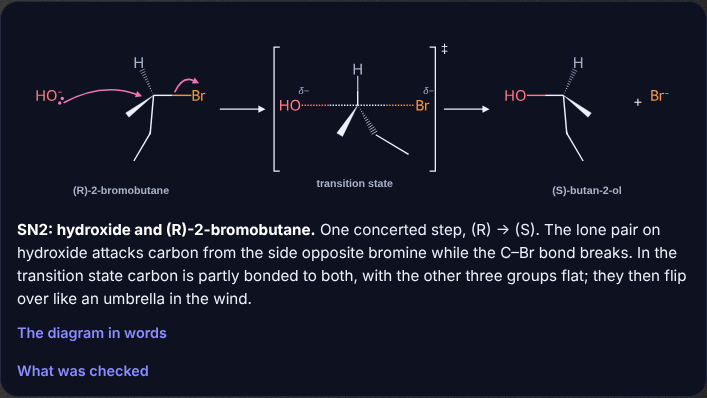 H
HO⁻:
Br
H
δ−
HO
δ−
Br
‡
H
HO
+ Br⁻
(R)-2-bromobutane
transition state
(S)-butan-2-ol
SN2: hydroxide and (R)-2-bromobutane. One concerted step, (R) → (S). The lone pair on
hydroxide attacks carbon from the side opposite bromine while the C–Br bond breaks. In the
transition state carbon is partly bonded to both, with the other three groups flat; they then flip
over like an umbrella in the wind.
The diagram in words
What was checked